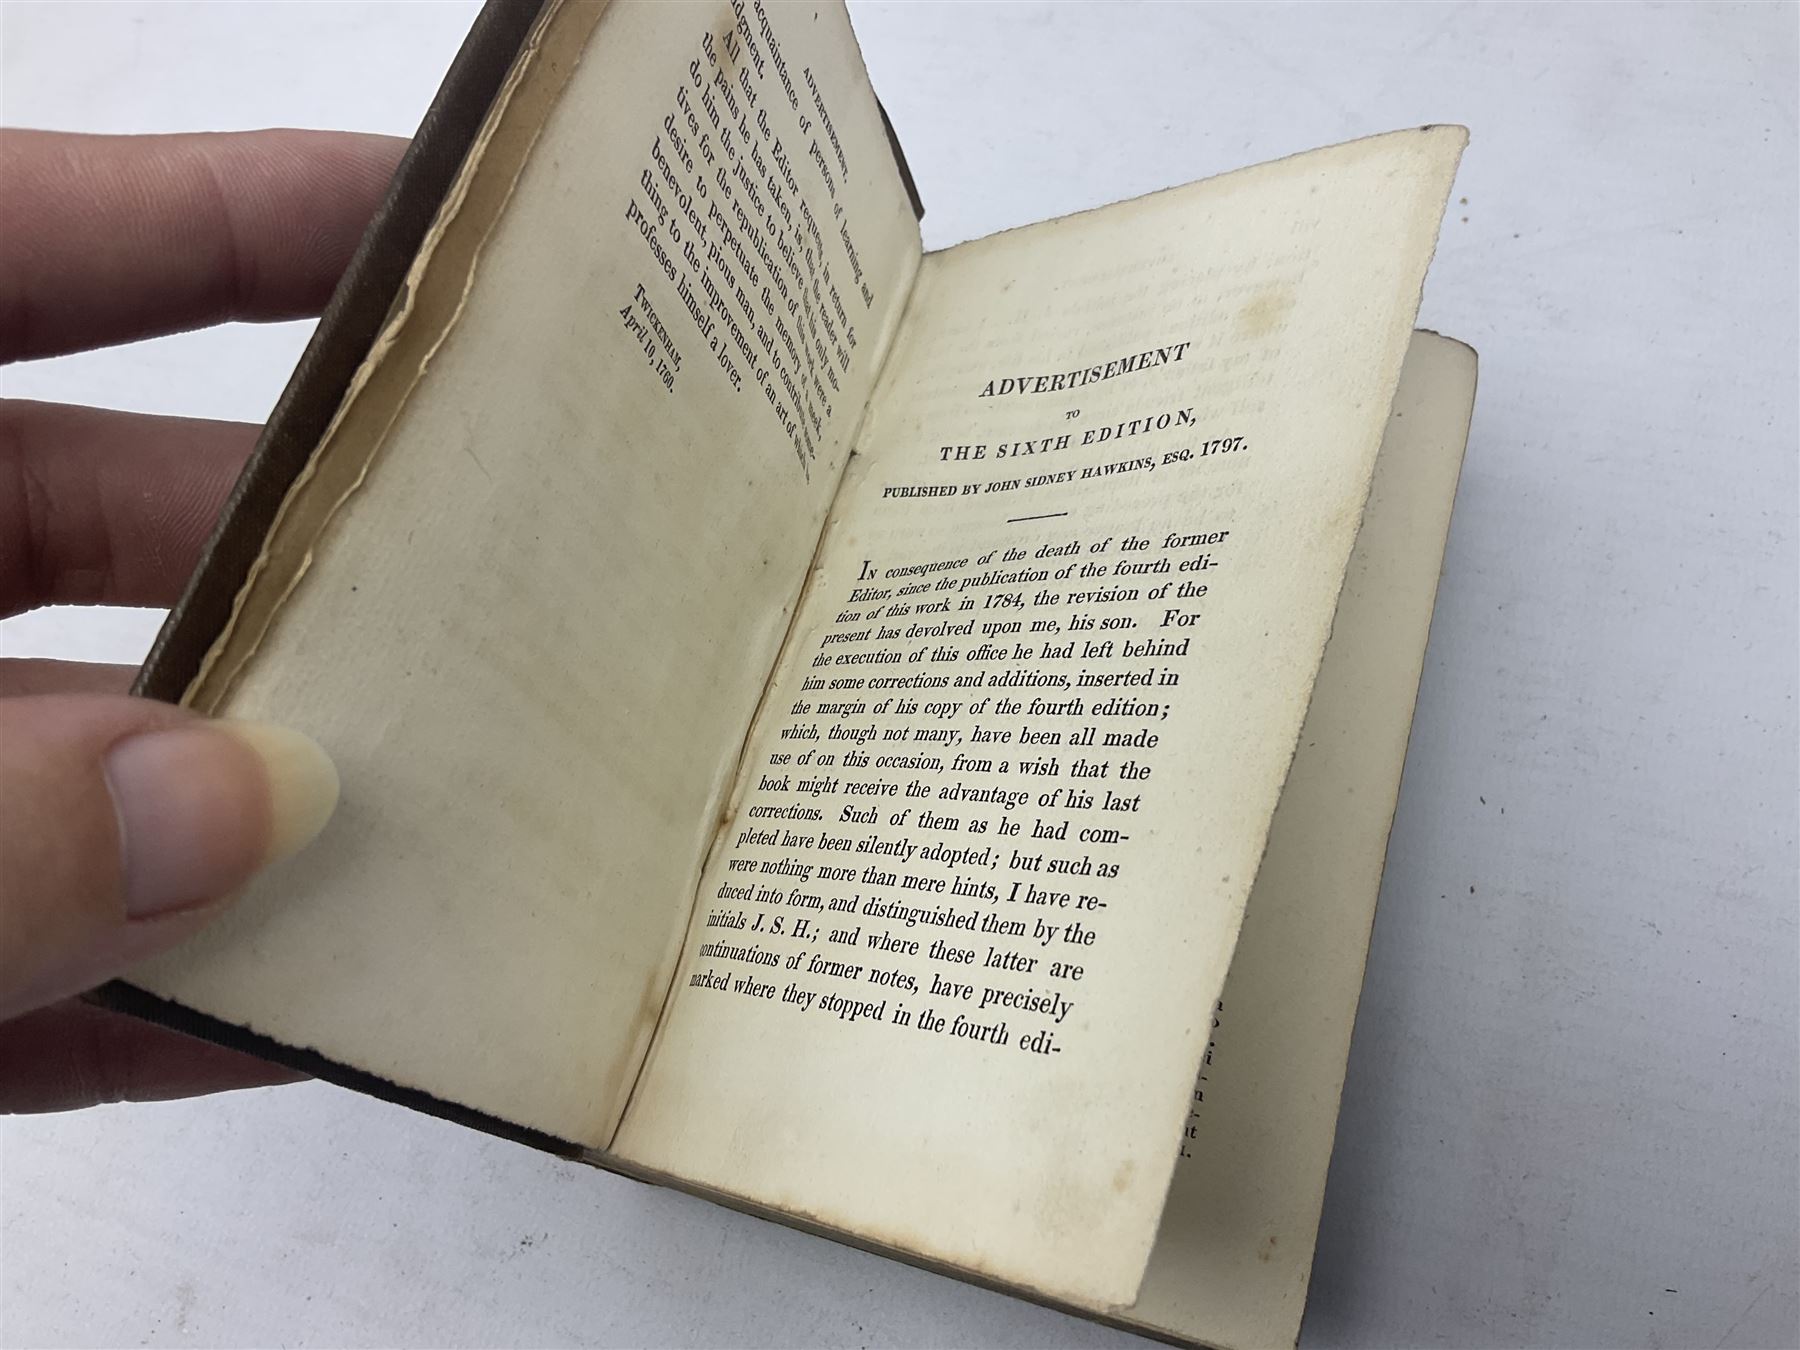 ADVERTISEMENT.
acquaintance of persons of learning and
judgment.
All that the Editor requests, in return for
the pains he has taken, is, that the reader will
do him the justice to believe that his only mo-
tives for the republication of this work were a
desire to perpetuate the memory of a meek,
benevolent, pious man, and to contribute some-
thing to the improvement of an art of which
professes himself a lover.
TWICKENHAM,
April 10, 1760.
ADVERTISEMENT
TO
THE SIXTH EDITION,
PUBLISHED BY JOHN SIDNEY HAWKINS, ESQ. 1797.
IN consequence of the death of the former
Editor, since the publication of the fourth edi-
tion of this work in 1784, the revision of the
present has devolved upon me, his son. For
the execution of this office he had left behind
him some corrections and additions, inserted in
the margin of his copy of the fourth edition;
which, though not many, have been all made
use of on this occasion, from a wish that the
book might receive the advantage of his last
corrections. Such of them as he had com-
pleted have been silently adopted; but such as
were nothing more than mere hints, I have re-
duced into form, and distinguished them by the
initials J. S. H.; and where these latter are
continuations of former notes, have precisely
marked where they stopped in the fourth edi-